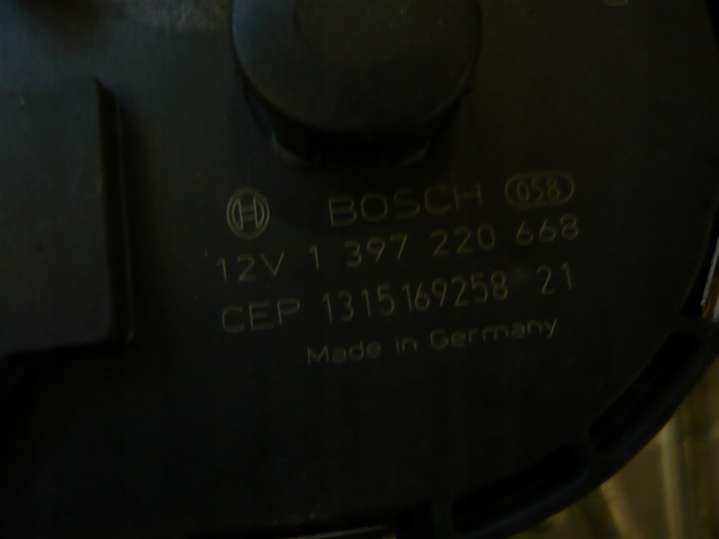 BOSCH 058
12V 1 397 220 668
CEP 1315169258 21
Made in Germany